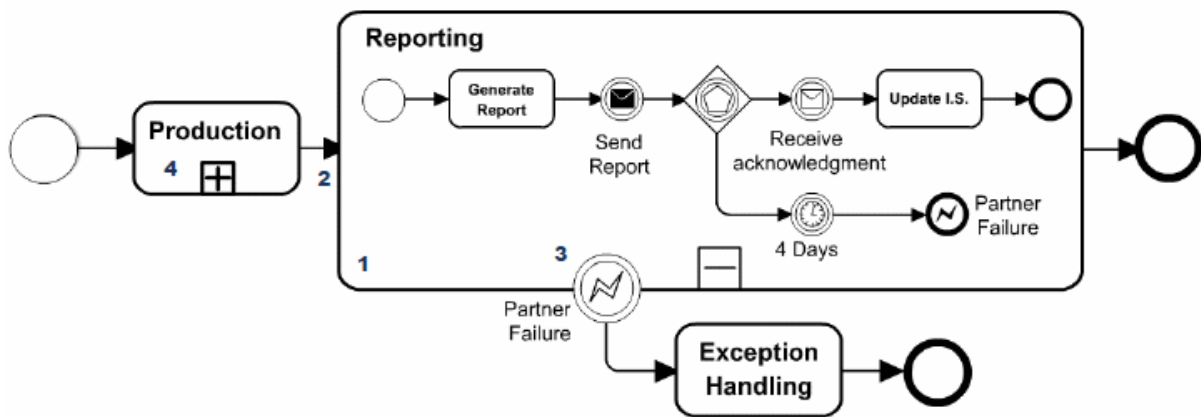 Reporting
Generate
Report
Send
Report
Receive
acknowledgment
Update I.S.
Production
4
2
4 Days
Partner
Failure
1
3
Partner
Failure
Exception
Handling